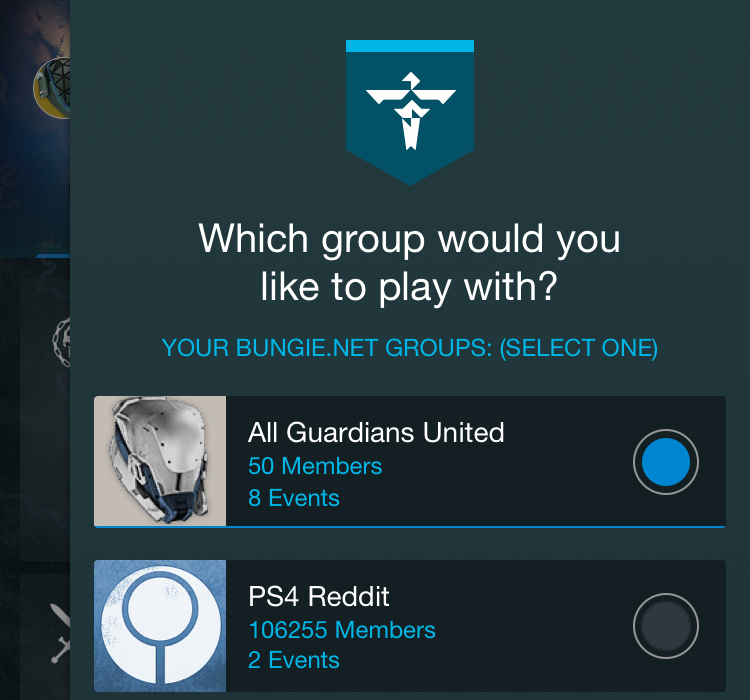 Which group would you
like to play with?
YOUR BUNGIE.NET GROUPS: (SELECT ONE)
All Guardians United
50 Members
8 Events
PS4 Reddit
106255 Members
2 Events